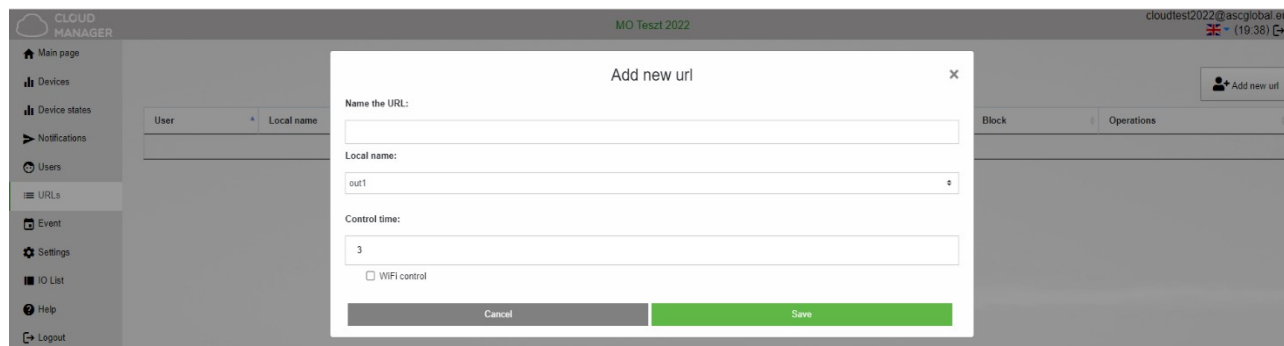 CLOUD
MANAGER
MO Teszt 2022
cloudtest2022@ascglobal.eu
(19:38)
Main page
Devices
Device states
Notifications
Users
URLs
Event
Settings
IO List
Help
Logout
Add new url
User
Local name
Block
Operations
Add new url
×
Name the URL:
Local name:
out1
Control time:
3
WiFi control
Cancel
Save